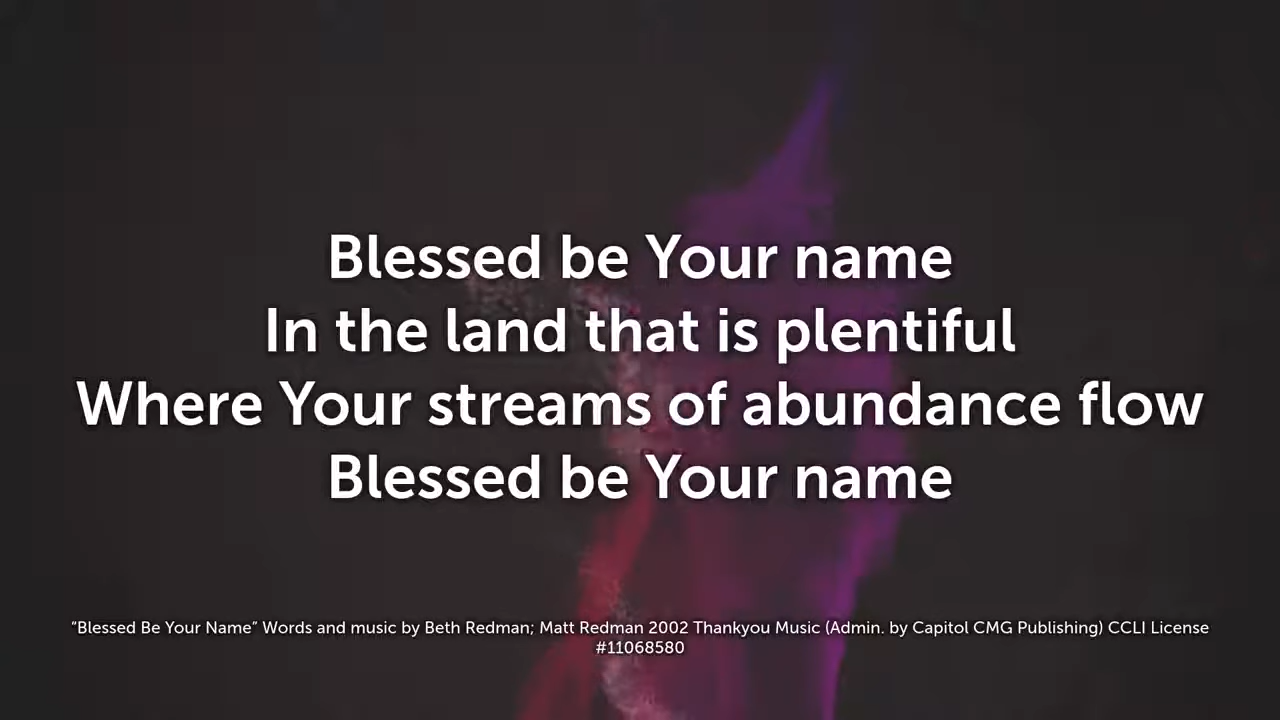 Blessed be Your name
In the land that is plentiful
Where Your streams of abundance flow
Blessed be Your name
“Blessed Be Your Name” Words and music by Beth Redman; Matt Redman 2002 Thankyou Music (Admin. by Capitol CMG Publishing) CCLI License
#11068580